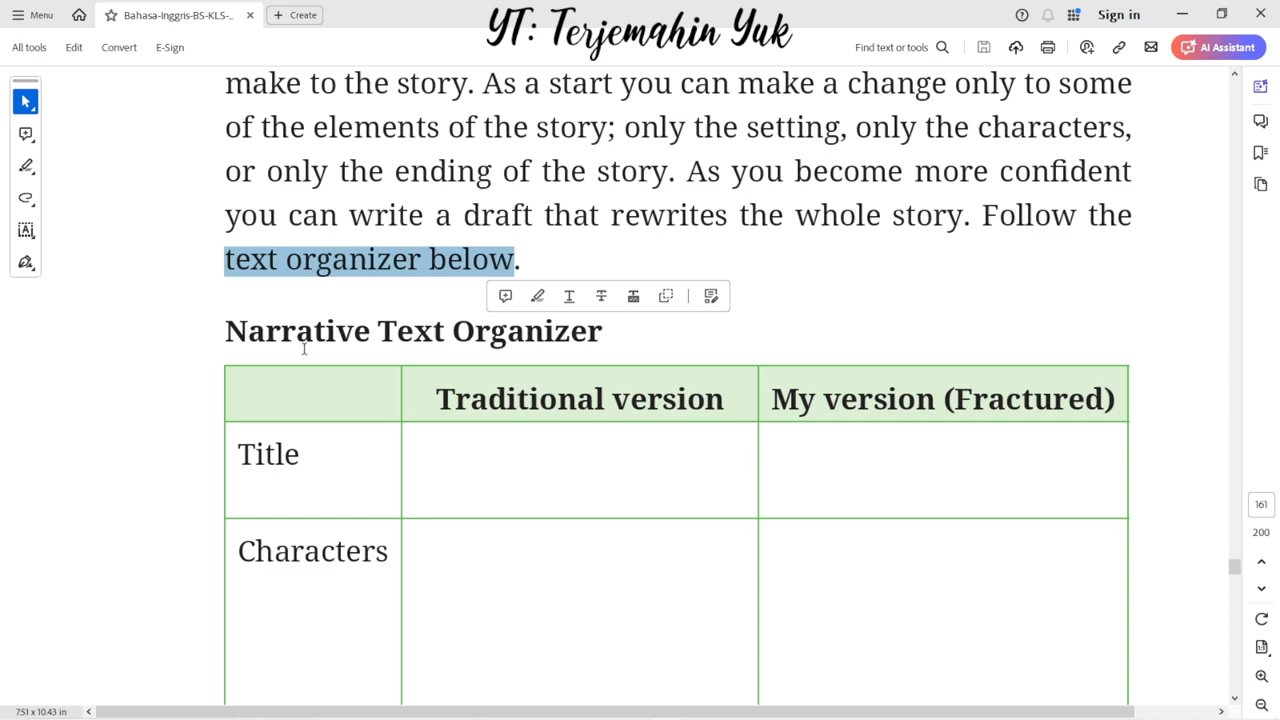 Menu
Bahasa-Inggris-BS-KLS-...
Create
YT: Terjemahin Yuk
Sign in
All tools
Edit
Convert
E-Sign
Find text or tools
AI Assistant
make to the story. As a start you can make a change only to some
of the elements of the story; only the setting, only the characters,
or only the ending of the story. As you become more confident
you can write a draft that rewrites the whole story. Follow the
text organizer below.
Narrative Text Organizer
Traditional version
My version (Fractured)
Title
Characters
161
200
7.51 x 10.43 in